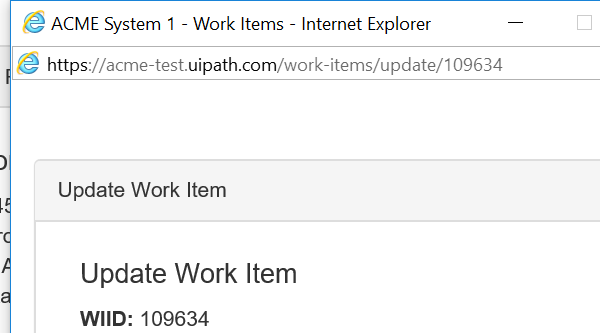 ACME System 1 - Work Items - Internet Explorer
https://acme-test.uipath.com/work-items/update/109634
Update Work Item
Update Work Item
WIID: 109634